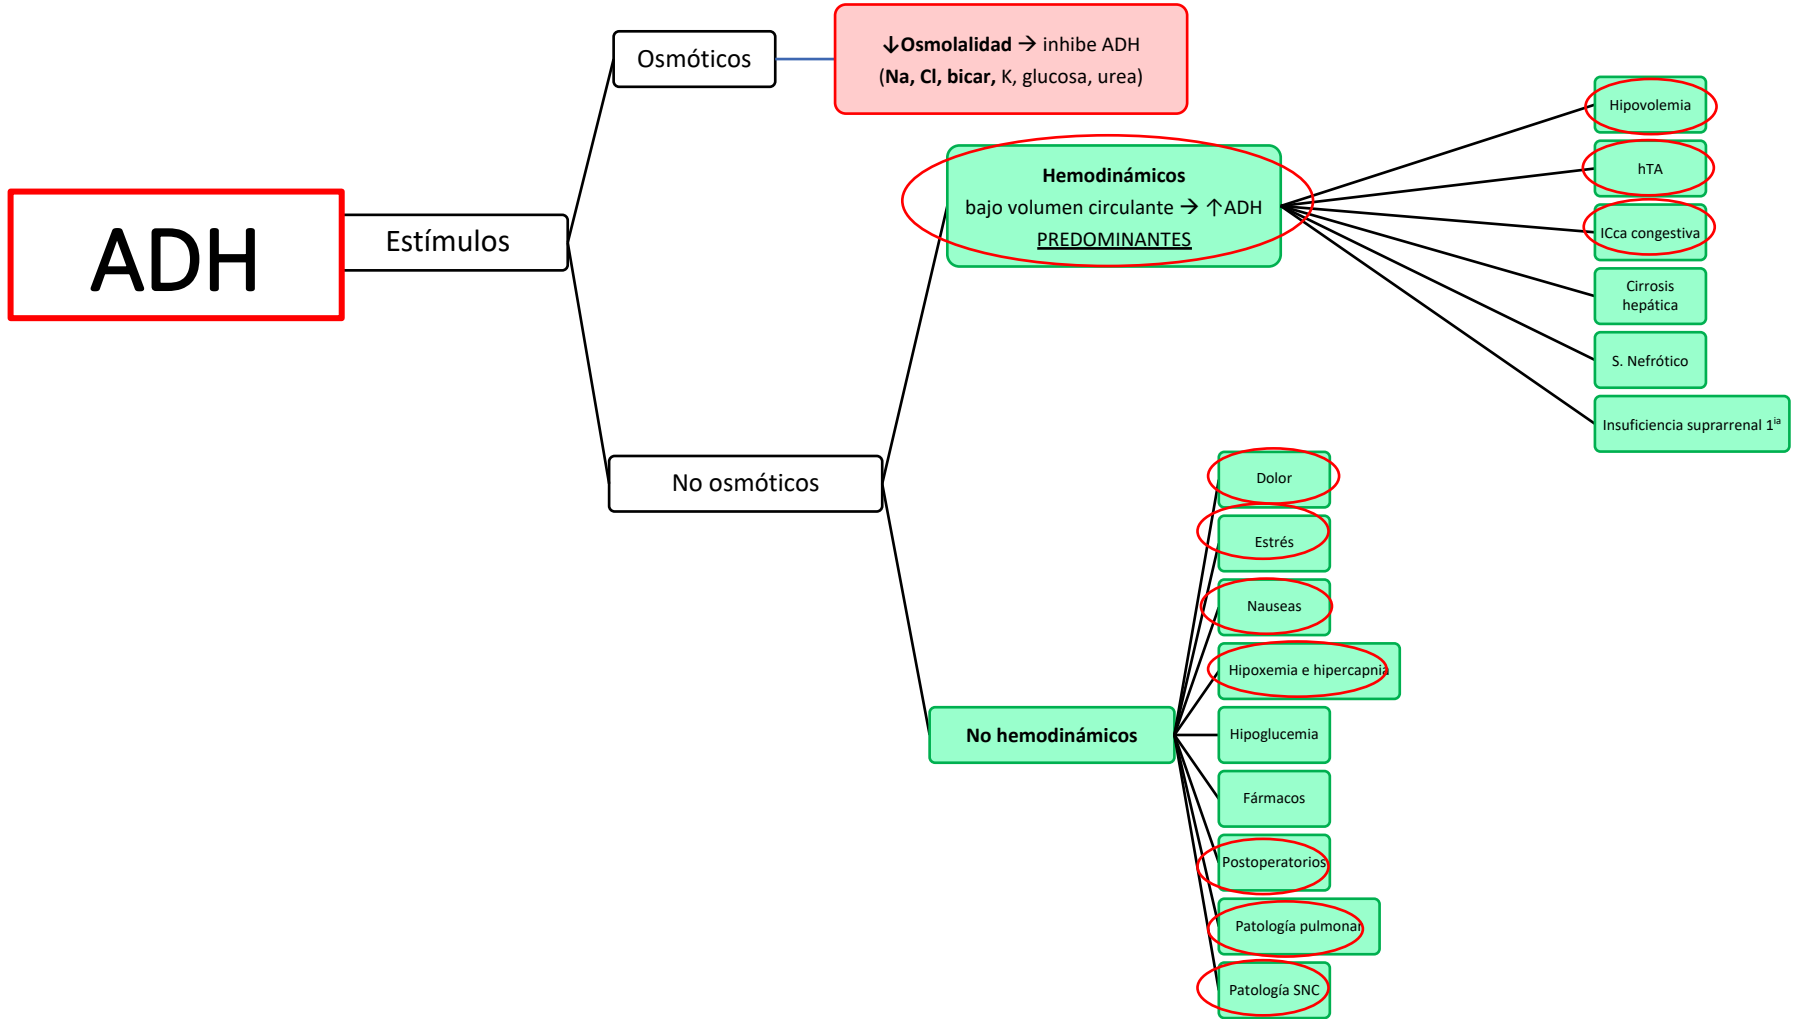 ADH
Estímulos
Osmóticos
↓Osmolalidad → inhibe ADH
(Na, Cl, bicar, K, glucosa, urea)
No osmóticos
Hemodinámicos
bajo volumen circulante → ↑ADH
PREDOMINANTES
Hipovolemia
hTA
ICca congestiva
Cirrosis
hepática
S. Nefrótico
Insuficiencia suprarrenal 1ia
No hemodinámicos
Dolor
Estrés
Nauseas
Hipoxemia e hipercapnia
Hipoglucemia
Fármacos
Postoperatorios
Patología pulmonar
Patología SNC